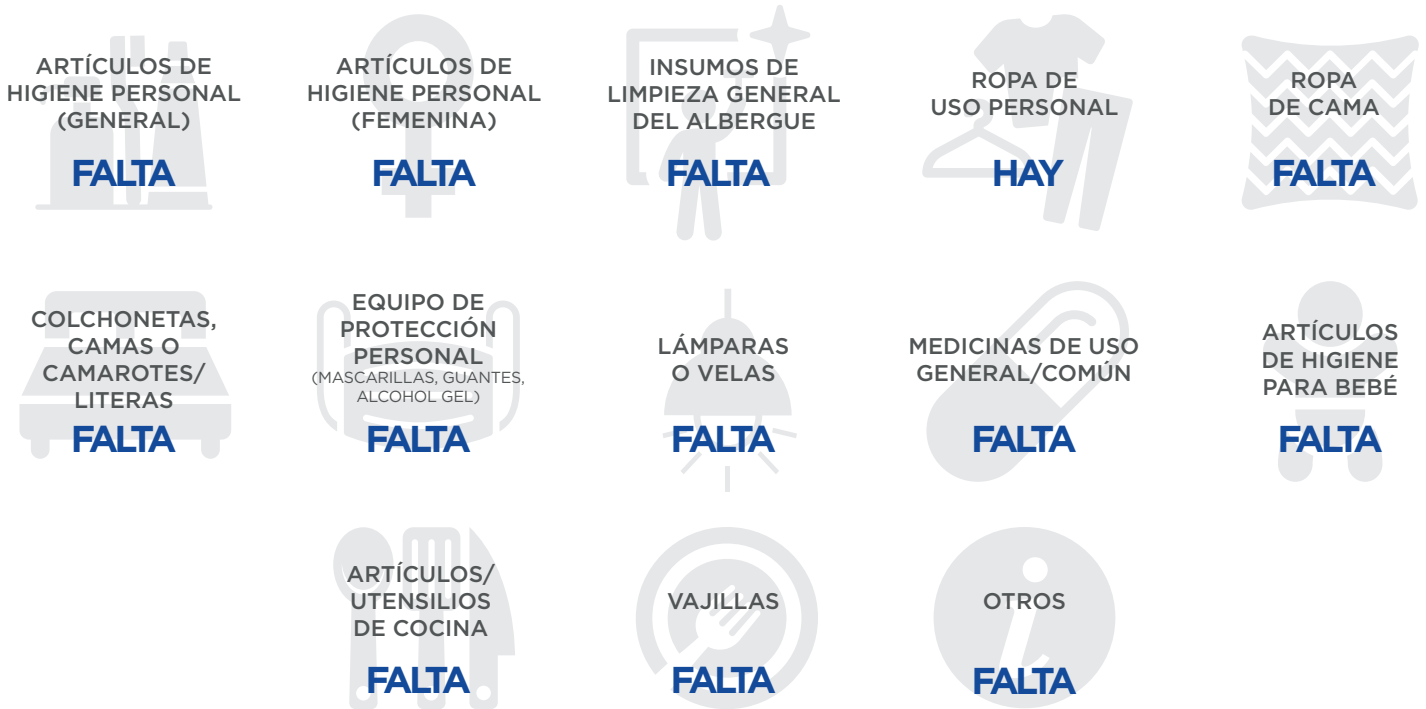 ARTÍCULOS DE
HIGIENE PERSONAL
(GENERAL)
FALTA
ARTÍCULOS DE
HIGIENE PERSONAL
(FEMENINA)
FALTA
INSUMOS DE
LIMPIEZA GENERAL
DEL ALBERGUE
FALTA
ROPA DE
USO PERSONAL
HAY
ROPA
DE CAMA
FALTA
COLCHONETAS,
CAMAS O
CAMAROTES/
LITERAS
FALTA
EQUIPO DE
PROTECCIÓN
PERSONAL
(MASCARILLAS, GUANTES,
ALCOHOL GEL)
FALTA
LÁMPARAS
O VELAS
FALTA
MEDICINAS DE USO
GENERAL/COMÚN
FALTA
ARTÍCULOS
DE HIGIENE
PARA BEBÉ
FALTA
ARTÍCULOS/
UTENSILIOS
DE COCINA
FALTA
VAJILLAS
FALTA
OTROS
FALTA